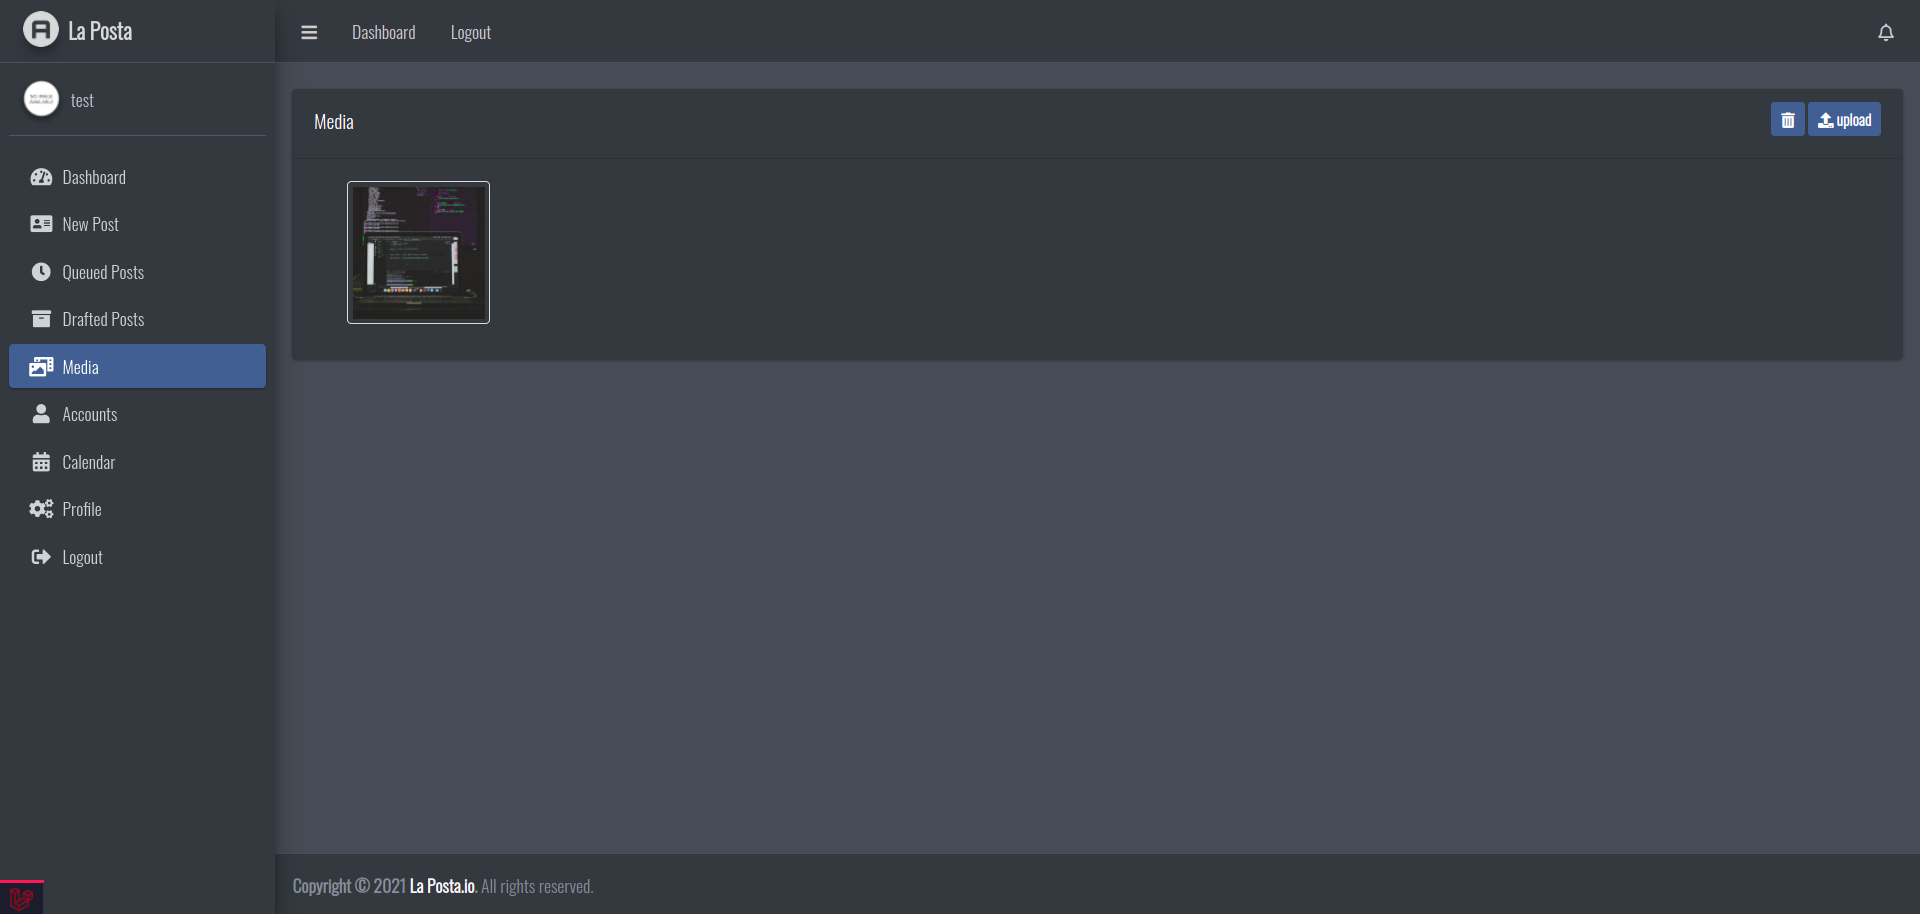 La Posta
Dashboard
Logout
test
Media
upload
Dashboard
New Post
Queued Posts
Drafted Posts
Media
Accounts
Calendar
Profile
Logout
Copyright © 2021 La Posta.io. All rights reserved.